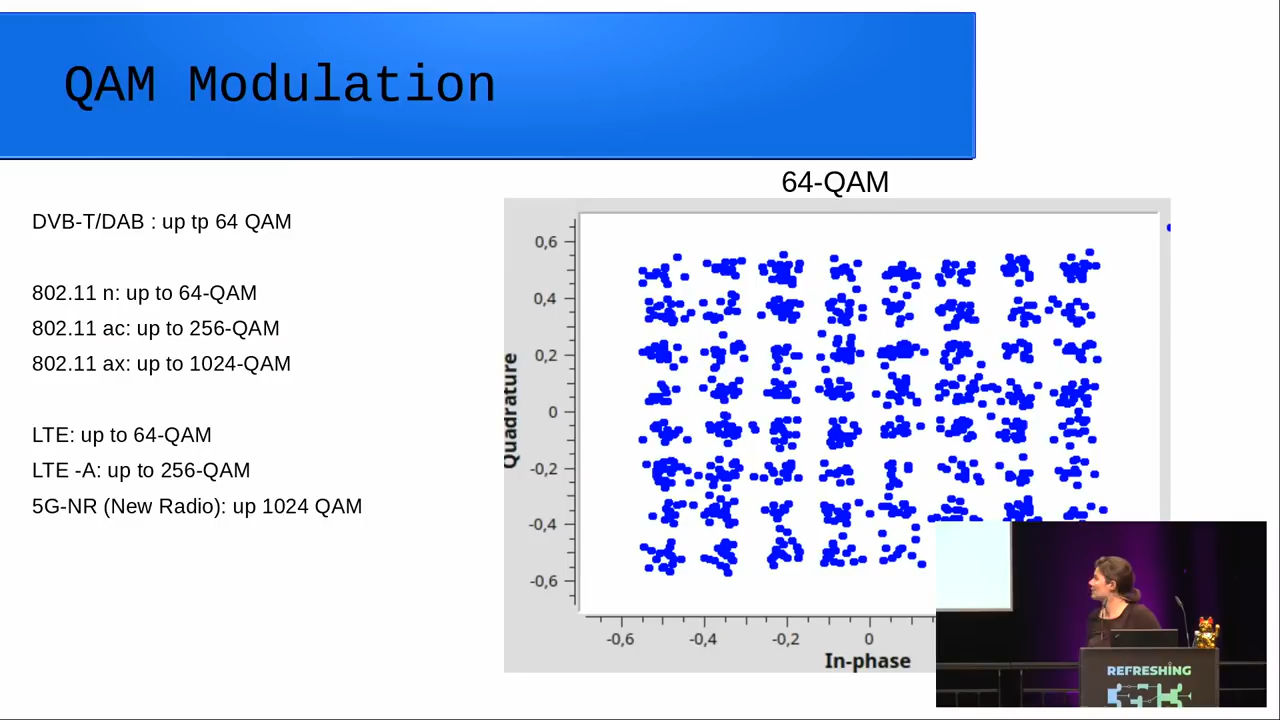 QAM Modulation
64-QAM
DVB-T/DAB : up tp 64 QAM
802.11 n: up to 64-QAM
802.11 ac: up to 256-QAM
802.11 ax: up to 1024-QAM
LTE: up to 64-QAM
LTE -A: up to 256-QAM
5G-NR (New Radio): up 1024 QAM
0,6
0,4
0,2
0
-0,2
-0,4
-0,6
Quadrature
-0,6 -0,4 -0,2 0
In-phase
REFRESHING